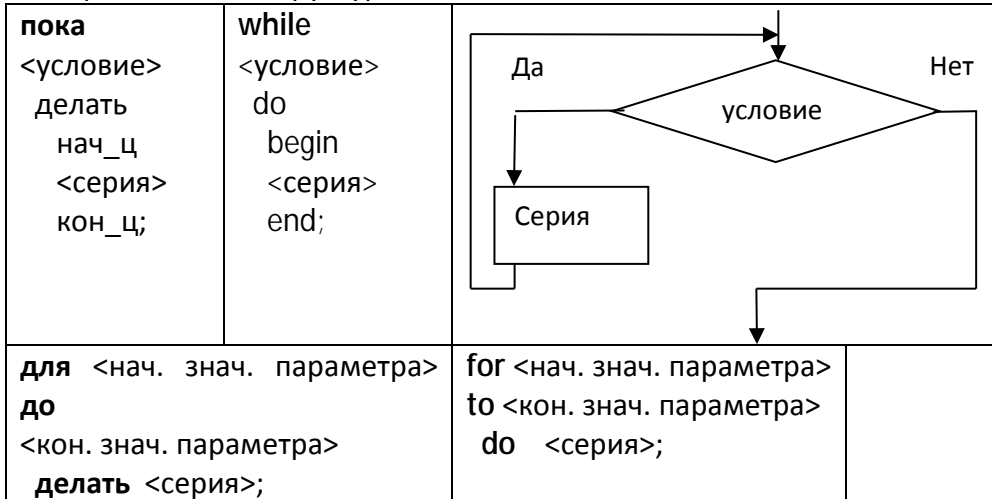 пока
<условие>
делать
нач_ц
<серия>
кон_ц;
while
<условие>
do
begin
<серия>
end;
Да
Нет
условие
Серия
для <нач. знач. параметра>
до
<кон. знач. параметра>
делать <серия>;
for <нач. знач. параметра>
to <кон. знач. параметра>
do <серия>;